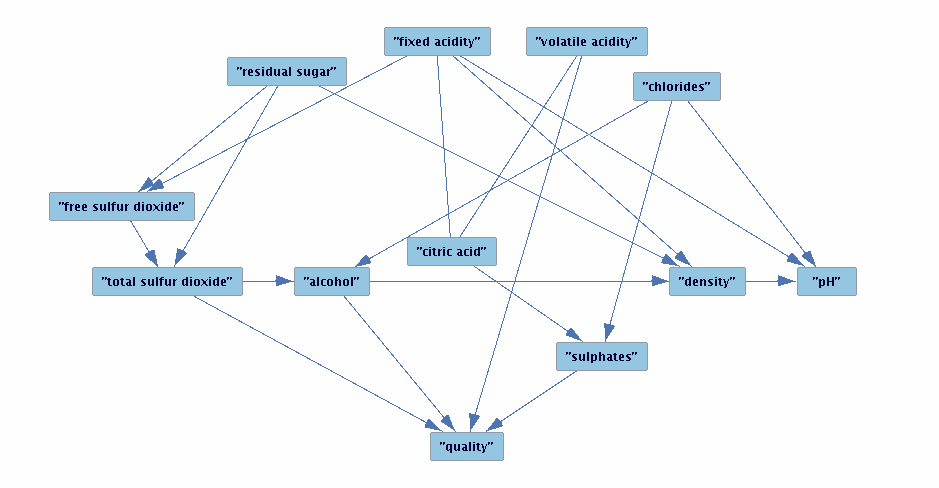 "fixed acidity"
"volatile acidity"
"residual sugar"
"chlorides"
"free sulfur dioxide"
"citric acid"
"total sulfur dioxide"
"alcohol"
"density"
"pH"
"sulphates"
"quality"